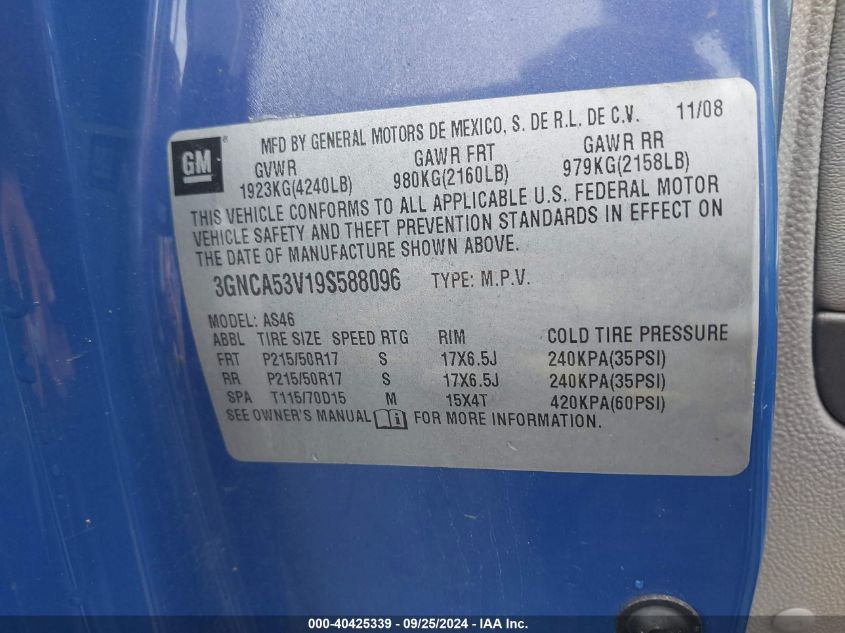 GM
MFD BY GENERAL MOTORS DE MEXICO, S. DE R.L. DE C.V. 11/08
GVWR GAWR FRT GAWR RR
1923KG(4240LB) 980KG(2160LB) 979KG(2158LB)
THIS VEHICLE CONFORMS TO ALL APPLICABLE U.S. FEDERAL MOTOR
VEHICLE SAFETY AND THEFT PREVENTION STANDARDS IN EFFECT ON
THE DATE OF MANUFACTURE SHOWN ABOVE.
3GNCA53V19S588096 TYPE: M.P.V.
MODEL: AS46
ABBL TIRE SIZE SPEED RTG RIM COLD TIRE PRESSURE
FRT P215/50R17 S 17X6.5J 240KPA(35PSI)
RR P215/50R17 S 17X6.5J 240KPA(35PSI)
SPA T115/70D15 M 15X4T 420KPA(60PSI)
SEE OWNER'S MANUAL i FOR MORE INFORMATION.
000-40425339 - 09/25/2024 - IAA Inc.